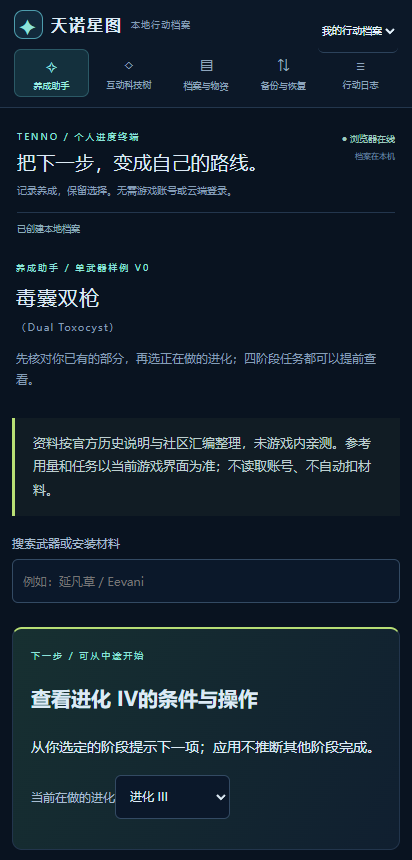 天诺星图 本地行动档案
我的行动档案
养成助手 互动科技树 档案与物资 备份与恢复 行动日志
TENNO / 个人进度终端
浏览器在线
把下一步，变成自己的路线。
档案在本机
记录养成，保留选择。无需游戏账号或云端登录。
已创建本地档案
养成助手 / 单武器样例 V0
毒囊双枪
（Dual Toxocyst）
先核对你已有的部分，再选正在做的进化；四阶段任务都可以提前查
看。
资料按官方历史说明与社区汇编整理，未游戏内亲测。参考
用量和任务以当前游戏界面为准；不读取账号、不自动扣材
料。
搜索武器或安装材料
例如：延凡草 / Eevani
下一步 / 可从中途开始
查看进化 IV的条件与操作
从你选定的阶段提示下一项；应用不推断其他阶段完成。
当前在做的进化 进化 III